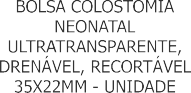 BOLSA COLOSTOMIA
NEONATAL
ULTRATRANSPARENTE,
DRENÁVEL, RECORTÁVEL
35X22MM - UNIDADE